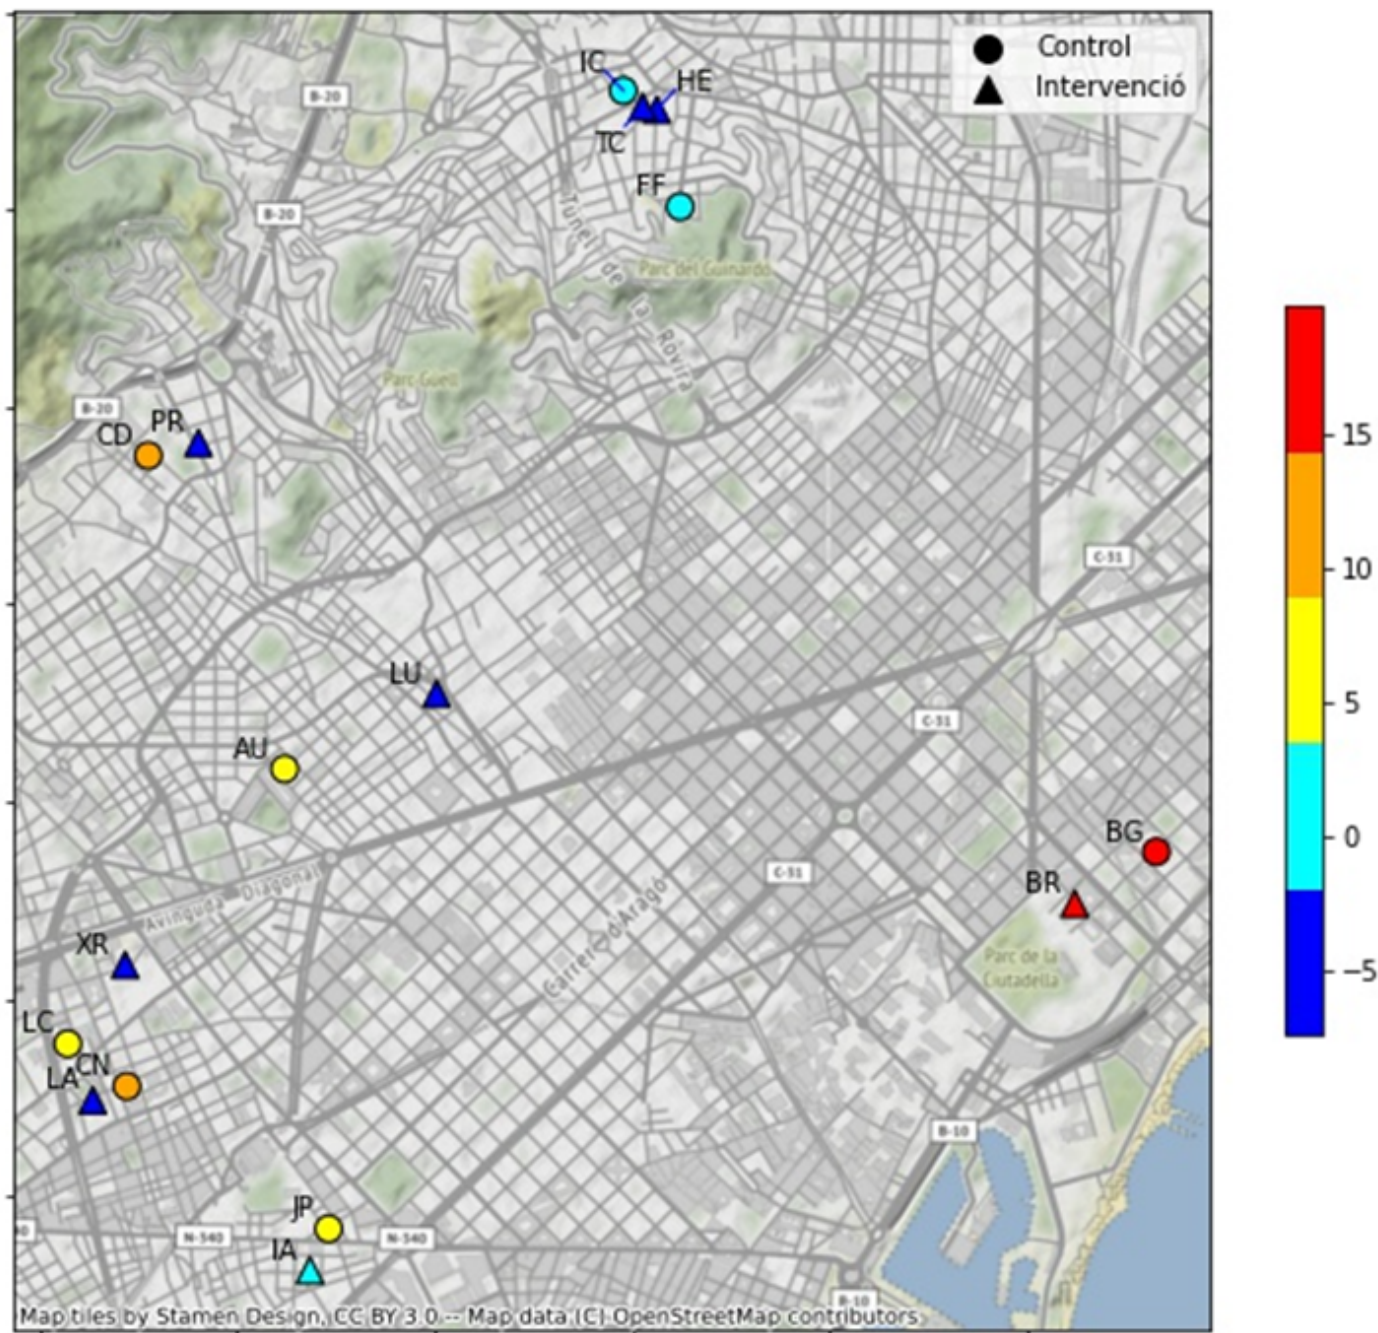 Control
Intervenció
IC
HE
TC
FF
B-20
B-20
Túnel de la Rovira
Parc del Guinardó
Parc Güell
B-20
PR
CD
C-31
LU
C-31
AU
BG
C-31
BR
Avinguda Diagonal
Carrer d'Aragó
XR
Parc de la
Ciutadella
LC
CN
LA
B-10
JP
N-340
N-340
IA
B-10
Map tiles by Stamen Design, CC BY 3.0 -- Map data (C) OpenStreetMap contributors
15
10
5
0
−5